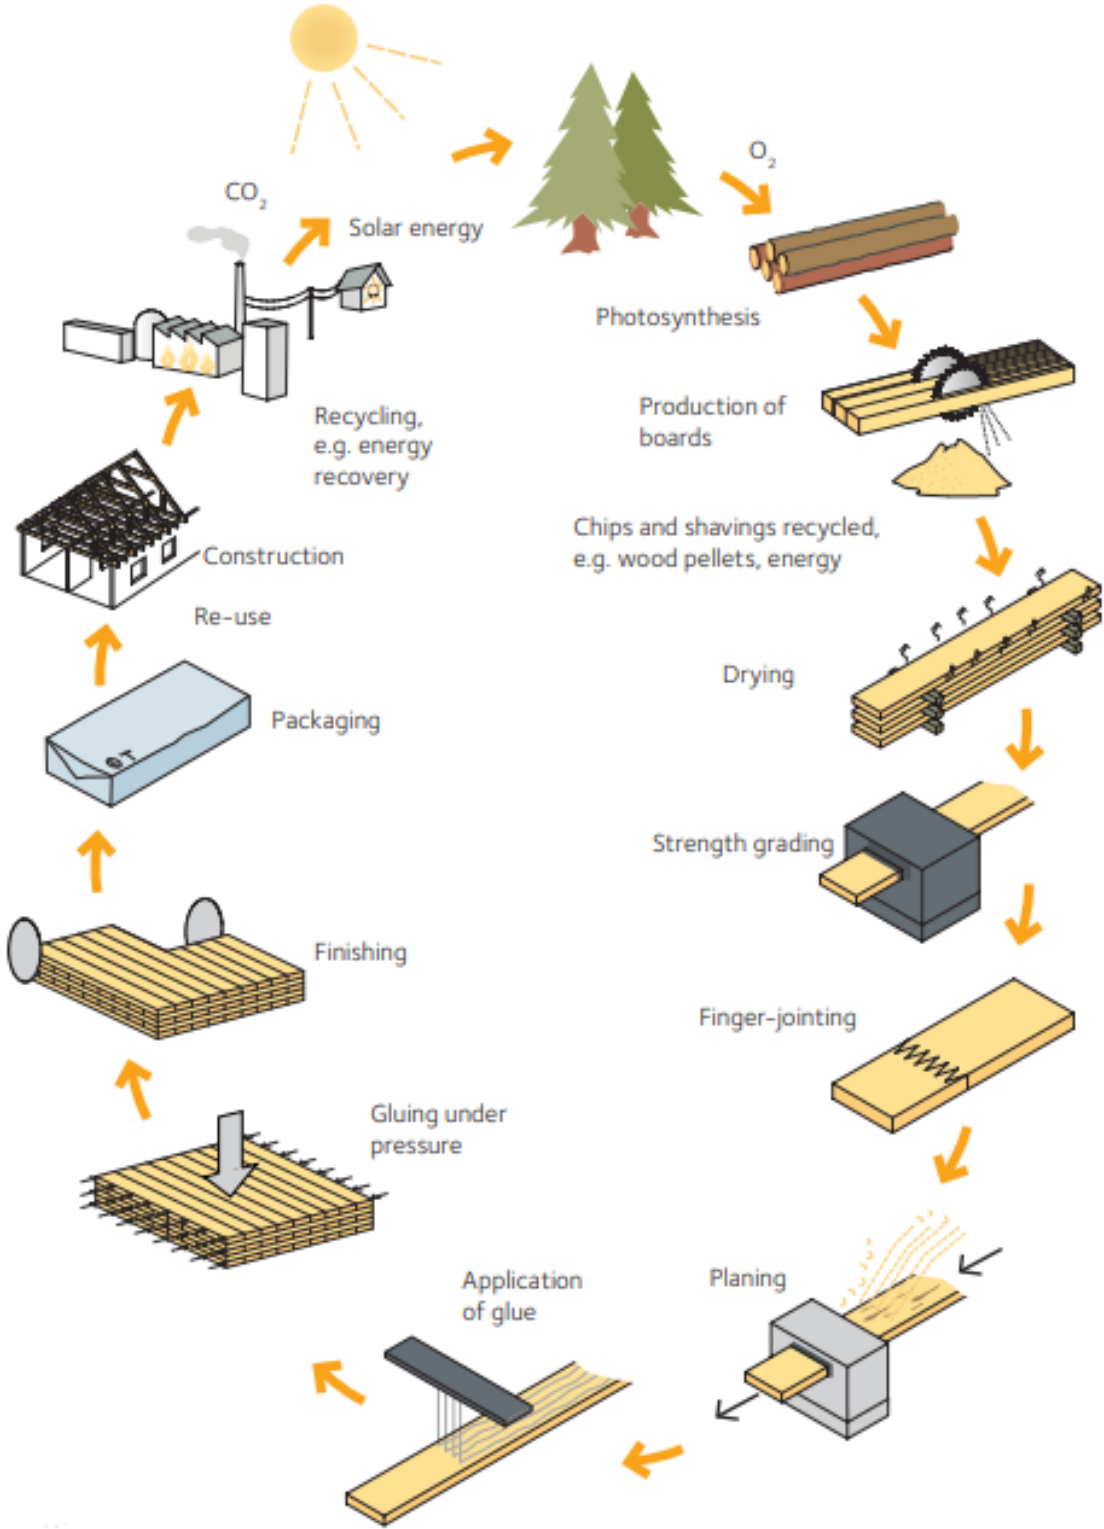 CO₂
Solar energy
O₂
Photosynthesis
Production of
boards
Chips and shavings recycled,
e.g. wood pellets, energy
Drying
Strength grading
Finger-jointing
Planing
Application
of glue
Gluing under
pressure
Finishing
Packaging
Re-use
Construction
Recycling,
e.g. energy
recovery